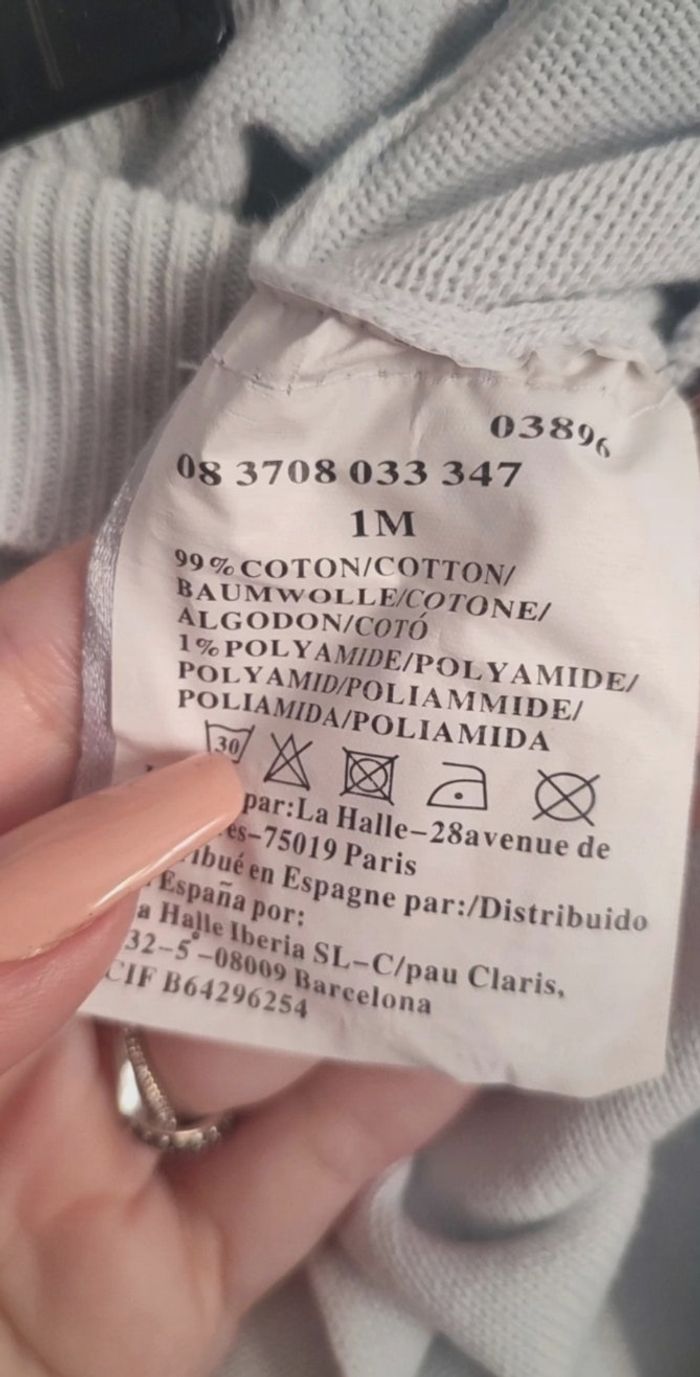 03896
08 3708 033 347
1M
99% COTON/COTTON/
BAUMWOLLE/COTONE/
ALGODON/COTÓ
1% POLYAMIDE/POLYAMIDE/
POLYAMID/POLIAMMIDE/
POLIAMIDA/POLIAMIDA
30
par:La Halle-28avenue de
es-75019 Paris
ribué en Espagne par:/Distribuido
España por:
a Halle Iberia SL-C/pau Claris,
32-5°-08009 Barcelona
CIF B64296254